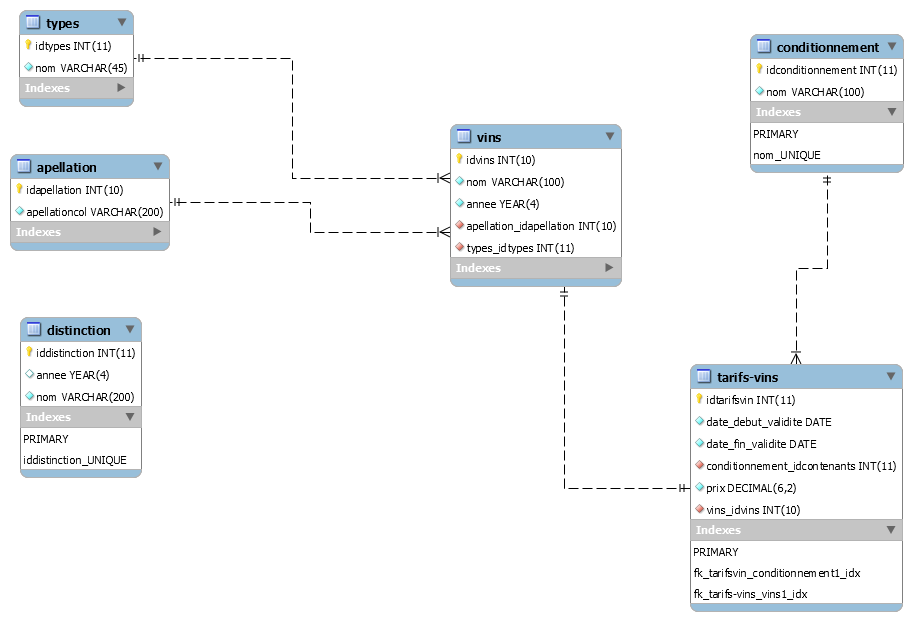 types
idtypes INT(11)
nom VARCHAR(45)
Indexes
apellation
idapellation INT(10)
apellationcol VARCHAR(200)
Indexes
distinction
iddistinction INT(11)
annee YEAR(4)
nom VARCHAR(200)
Indexes
PRIMARY
iddistinction_UNIQUE
vins
idvins INT(10)
nom VARCHAR(100)
annee YEAR(4)
apellation_idapellation INT(10)
types_idtypes INT(11)
Indexes
conditionnement
idconditionnement INT(11)
nom VARCHAR(100)
Indexes
PRIMARY
nom_UNIQUE
tarifs-vins
idtarifsvin INT(11)
date_debut_validite DATE
date_fin_validite DATE
conditionnement_idcontenants INT(11)
prix DECIMAL(6,2)
vins_idvins INT(10)
Indexes
PRIMARY
fk_tarifsvin_conditionnement1_idx
fk_tarifs-vins_vins1_idx